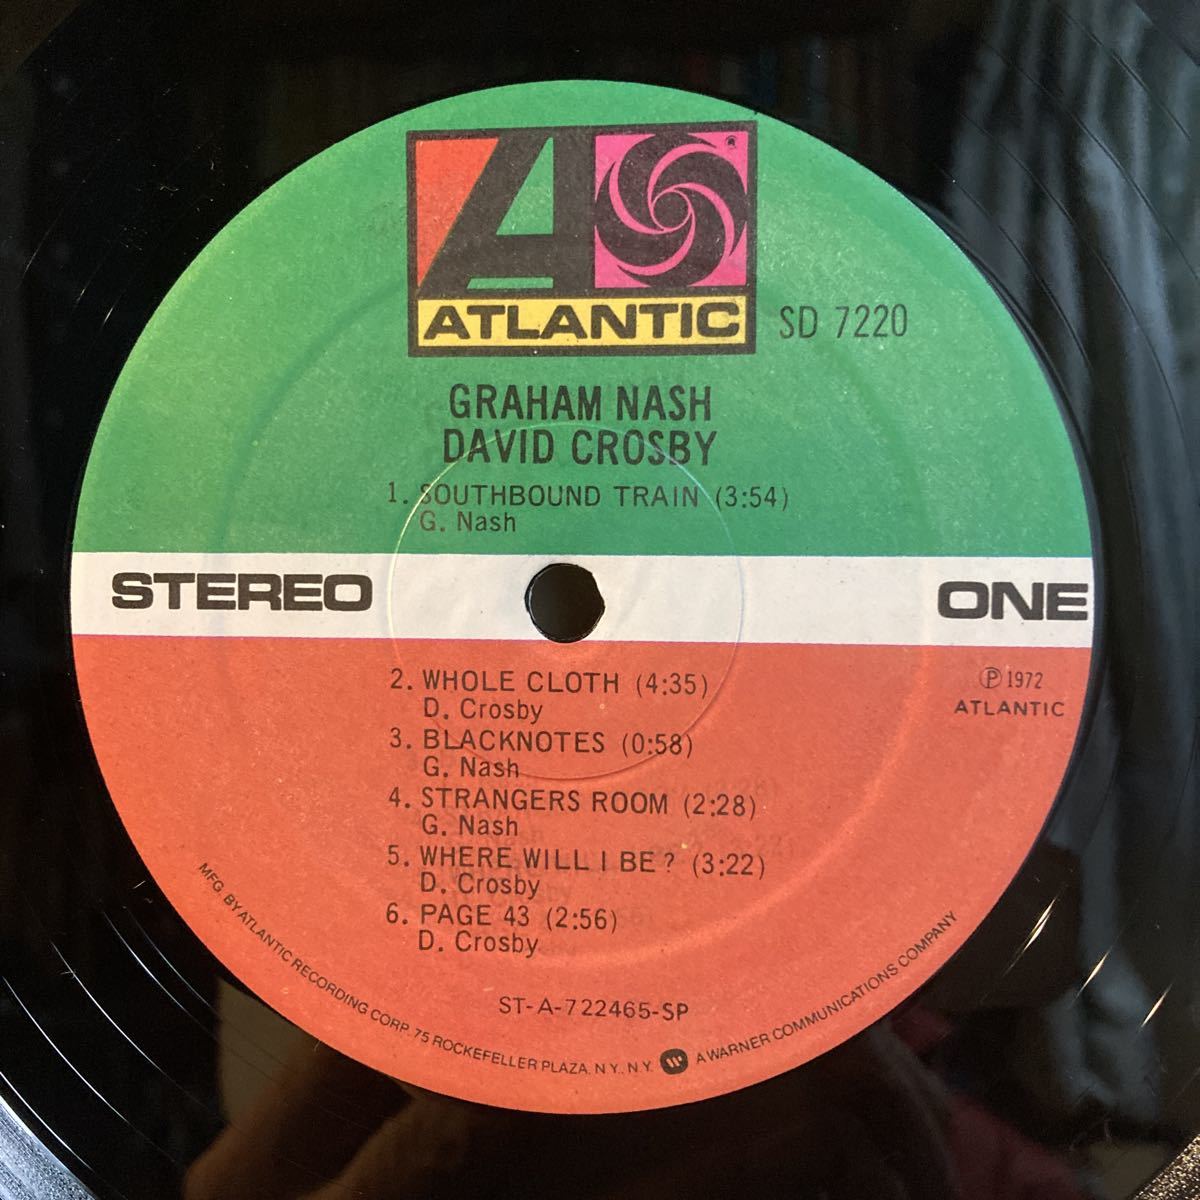 ATLANTIC
SD 7220
GRAHAM NASH
DAVID CROSBY
1. SOUTHBOUND TRAIN (3:54)
G. Nash
STEREO
ONE
2. WHOLE CLOTH (4:35)
D. Crosby
℗ 1972
ATLANTIC
3. BLACKNOTES (0:58)
G. Nash
4. STRANGERS ROOM (2:28)
G. Nash
5. WHERE WILL I BE? (3:22)
D. Crosby
6. PAGE 43 (2:56)
D. Crosby
ST-A-722465-SP
MFG. BY ATLANTIC RECORDING CORP. 75 ROCKEFELLER PLAZA, N.Y., N.Y. A WARNER COMMUNICATIONS COMPANY